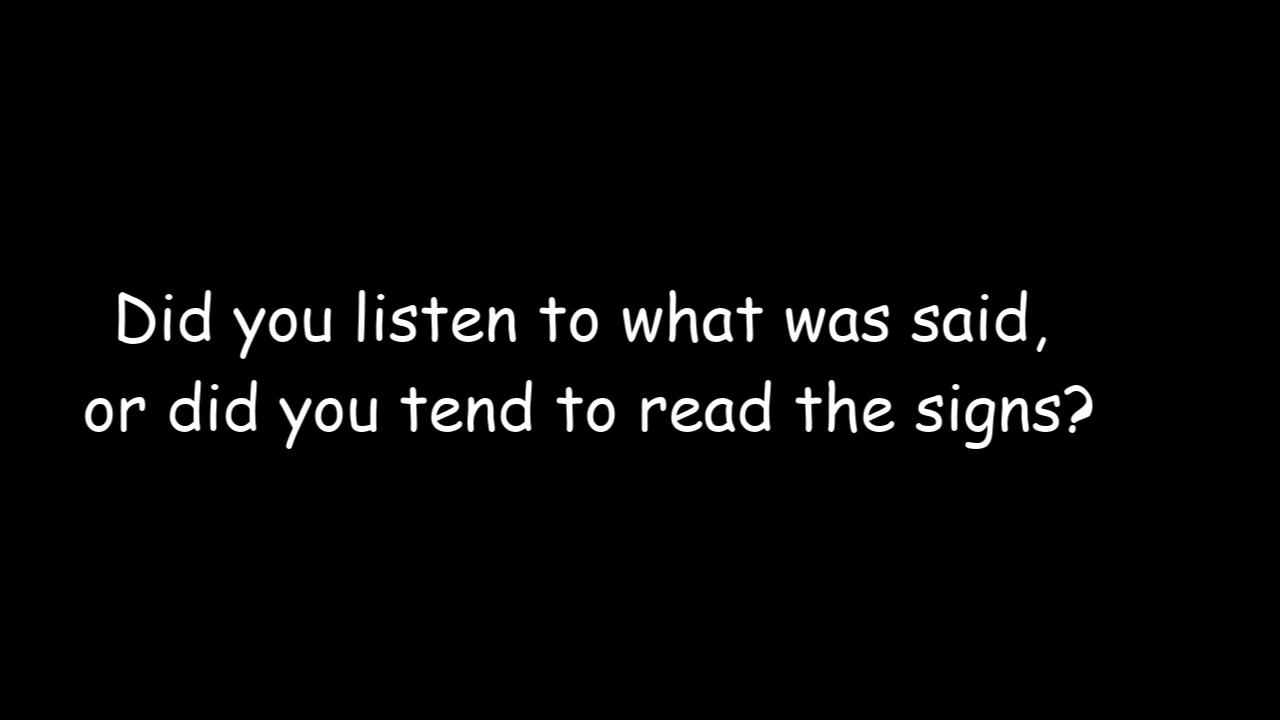 Did you listen to what was said,
or did you tend to read the signs?